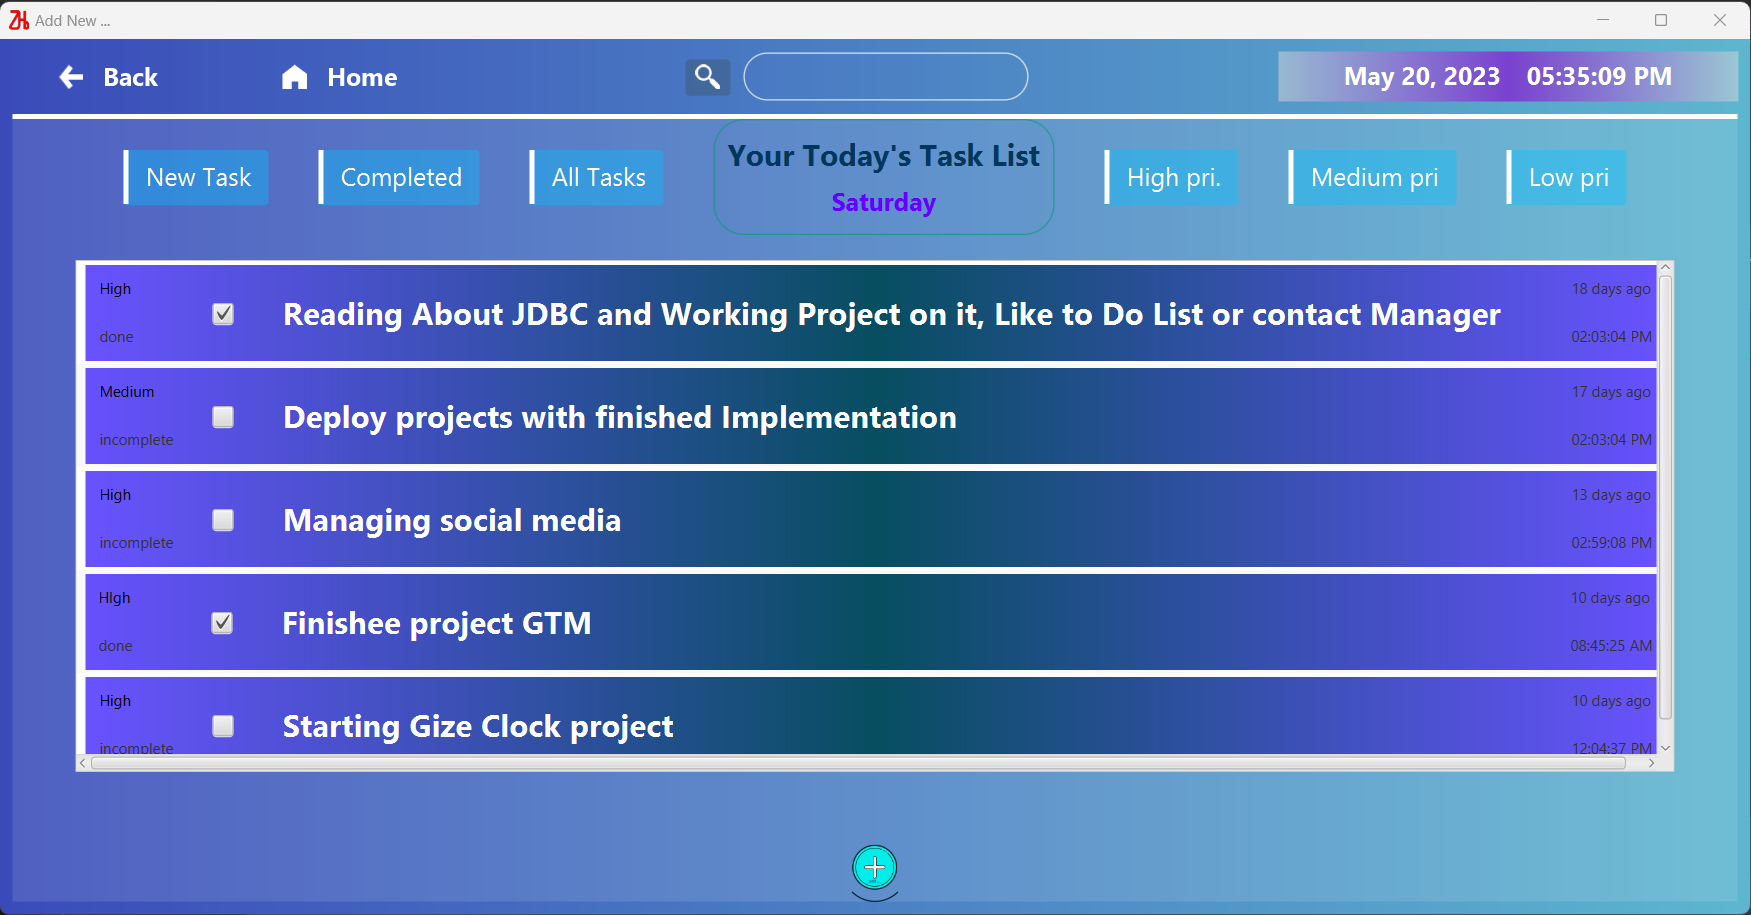 Add New ...
Back
Home
May 20, 2023 05:35:09 PM
New Task
Completed
All Tasks
Your Today's Task List
Saturday
High pri.
Medium pri
Low pri
High
done
Reading About JDBC and Working Project on it, Like to Do List or contact Manager
18 days ago
02:03:04 PM
Medium
incomplete
Deploy projects with finished Implementation
17 days ago
02:03:04 PM
High
incomplete
Managing social media
13 days ago
02:59:08 PM
HIgh
done
Finishee project GTM
10 days ago
08:45:25 AM
High
incomplete
Starting Gize Clock project
10 days ago
12:04:37 PM